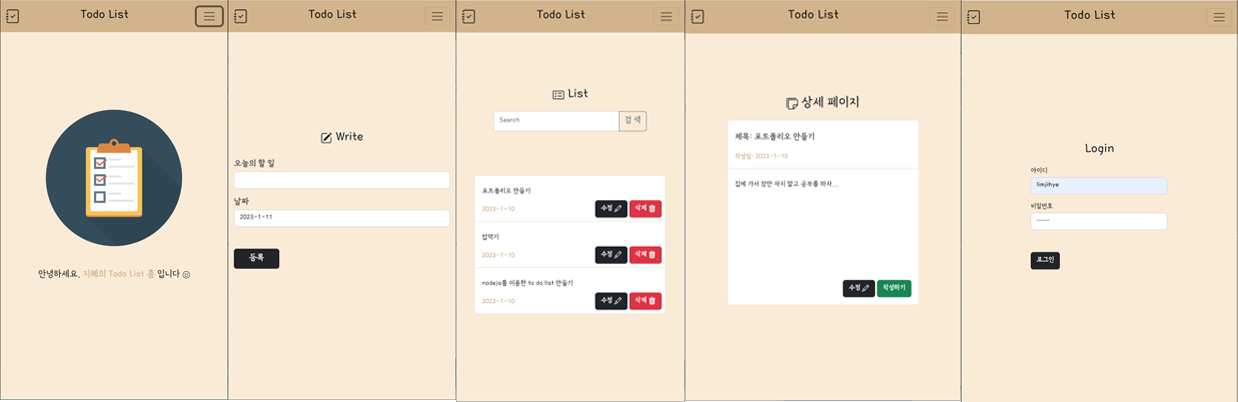 Todo List
안녕하세요, 지혜의 Todo List 홈 입니다 ☺
Todo List
Write
오늘의 할 일
날짜
2023-1-11
등록
Todo List
List
Search
검색
포트폴리오 만들기
2023-1-10
수정
삭제
밥먹기
2023-1-10
수정
삭제
nodejs를 이용한 to do list 만들기
2023-1-10
수정
삭제
Todo List
상세 페이지
제목: 포트폴리오 만들기
작성일: 2023-1-10
집에 가서 잠만 자지 말고 공부를 하자...
수정
작성하기
Todo List
Login
아이디
limjihye
비밀번호
로그인